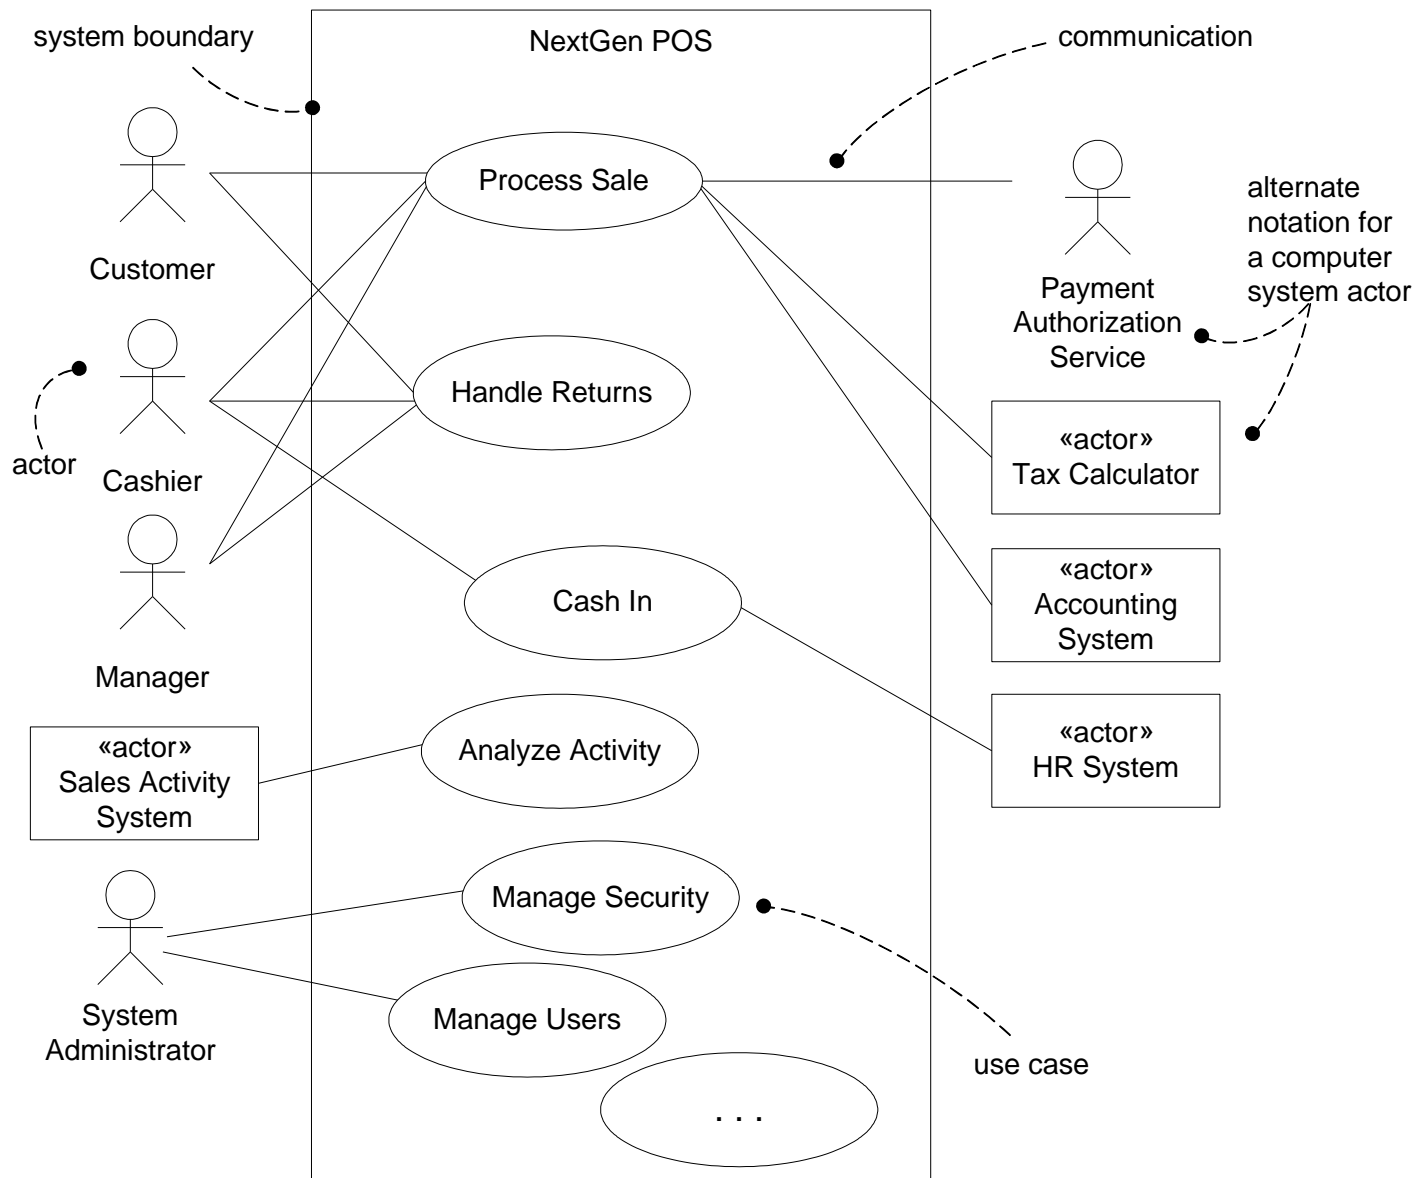 system boundary
NextGen POS
communication
Customer
Process Sale
Payment
Authorization
Service
alternate
notation for
a computer
system actor
actor
Cashier
Handle Returns
«actor»
Tax Calculator
Manager
Cash In
«actor»
Accounting
System
«actor»
Sales Activity
System
Analyze Activity
«actor»
HR System
System
Administrator
Manage Security
Manage Users
use case
. . .